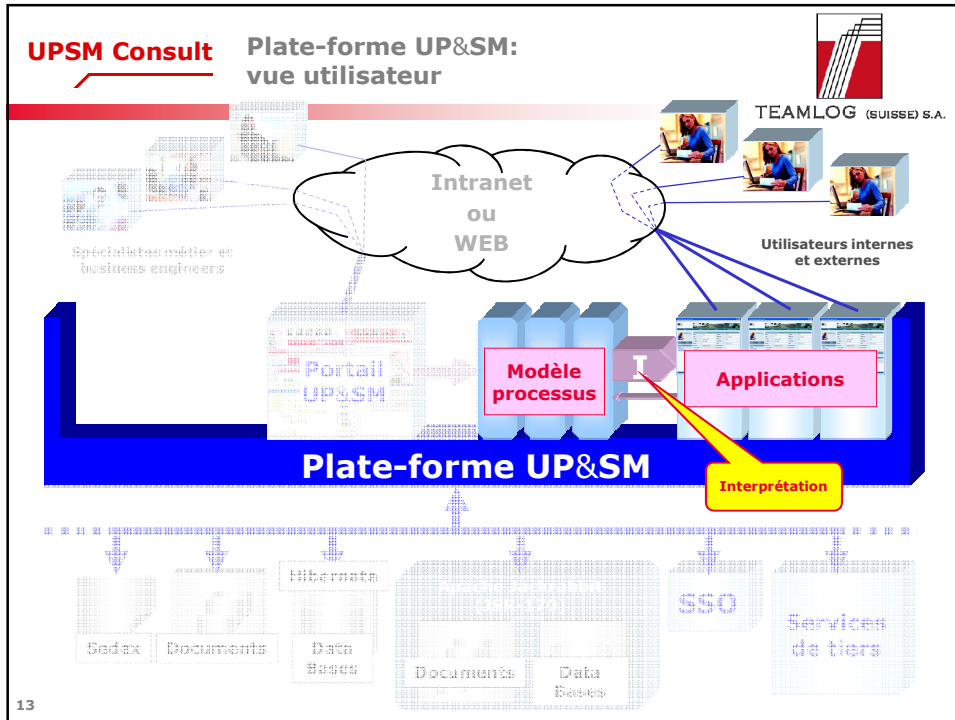 UPSM Consult
Plate-forme UP&SM:
vue utilisateur
TEAMLOG (SUISSE) S.A.
Intranet
ou
WEB
Spécialistes métier et
business engineers
Utilisateurs internes
et externes
Portail
UP&SM
Modèle
processus
I
Applications
Plate-forme UP&SM
Interprétation
Hibernate
SSO
Services
de tiers
Sedex
Documents
Data
Bases
Documents
Data
Bases
13